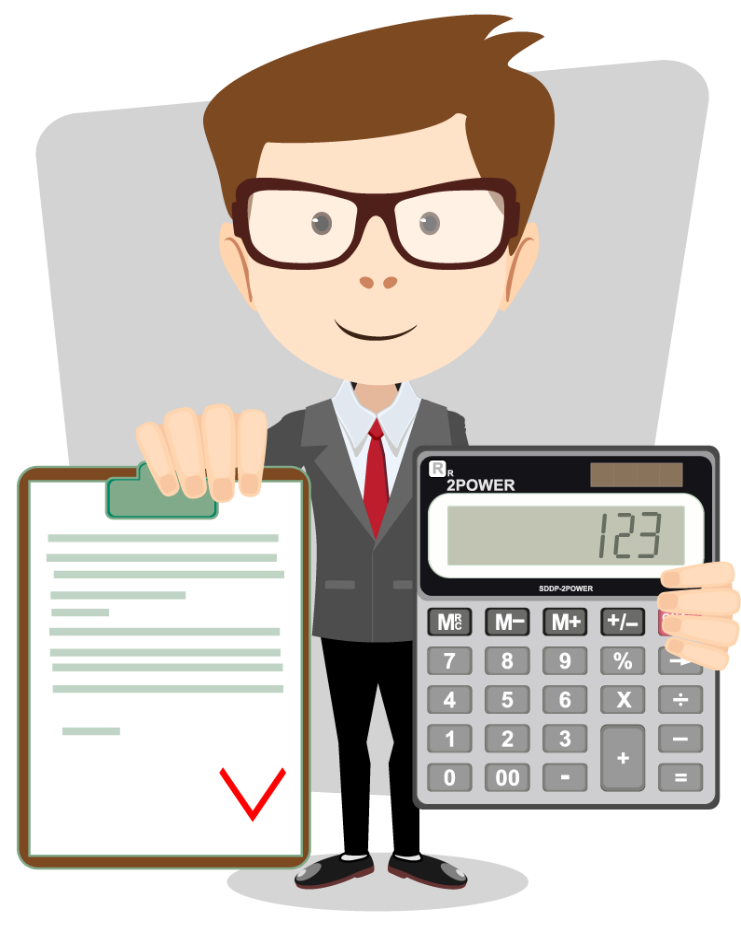 R R
2POWER
123
SDDP-2POWER
MRC M− M+ +/−
7 8 9 %
4 5 6 X ÷
1 2 3 + −
0 00 - =